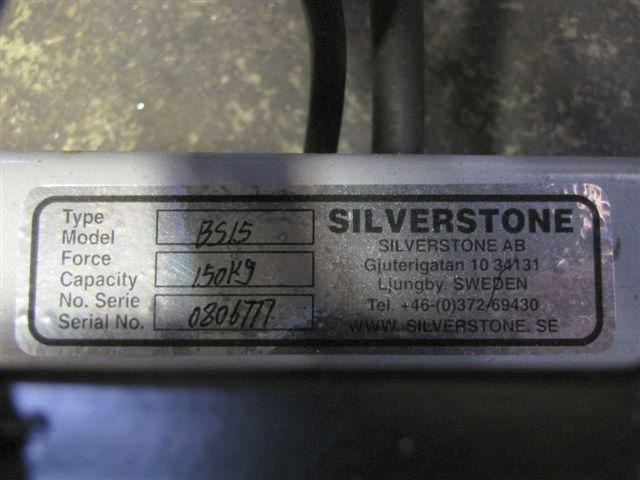 Type
Model BS15
Force
Capacity 150Kg
No. Serie
Serial No. 0806777
SILVERSTONE
SILVERSTONE AB
Gjuterigatan 10 34131
Ljungby. SWEDEN
Tel. +46-(0)372-69430
WWW. SILVERSTONE.SE